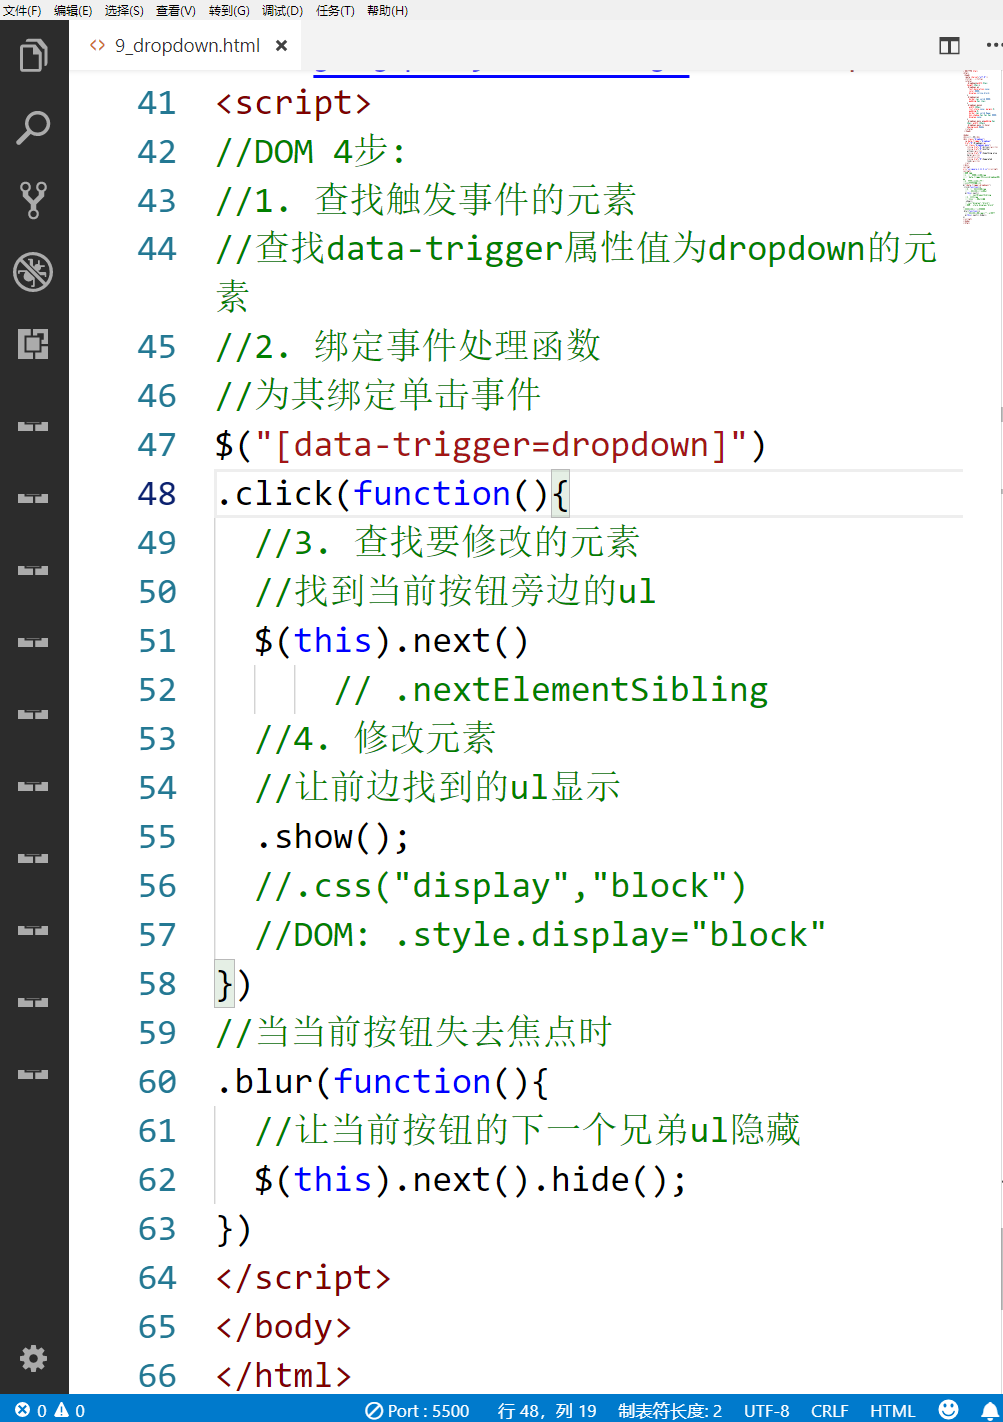 文件(F) 编辑(E) 选择(S) 查看(V) 转到(G) 调试(D) 任务(T) 帮助(H)
<> 9_dropdown.html ×
41 <script>
42 //DOM 4步:
43 //1. 查找触发事件的元素
44 //查找data-trigger属性值为dropdown的元
素
45 //2. 绑定事件处理函数
46 //为其绑定单击事件
47 $("[data-trigger=dropdown]")
48 .click(function(){
49 //3. 查找要修改的元素
50 //找到当前按钮旁边的ul
51 $(this).next()
52 // .nextElementSibling
53 //4. 修改元素
54 //让前边找到的ul显示
55 .show();
56 //.css("display","block")
57 //DOM: .style.display="block"
58 })
59 //当当前按钮失去焦点时
60 .blur(function(){
61 //让当前按钮的下一个兄弟ul隐藏
62 $(this).next().hide();
63 })
64 </script>
65 </body>
66 </html>
0 0 Port : 5500 行 48，列 19 制表符长度: 2 UTF-8 CRLF HTML